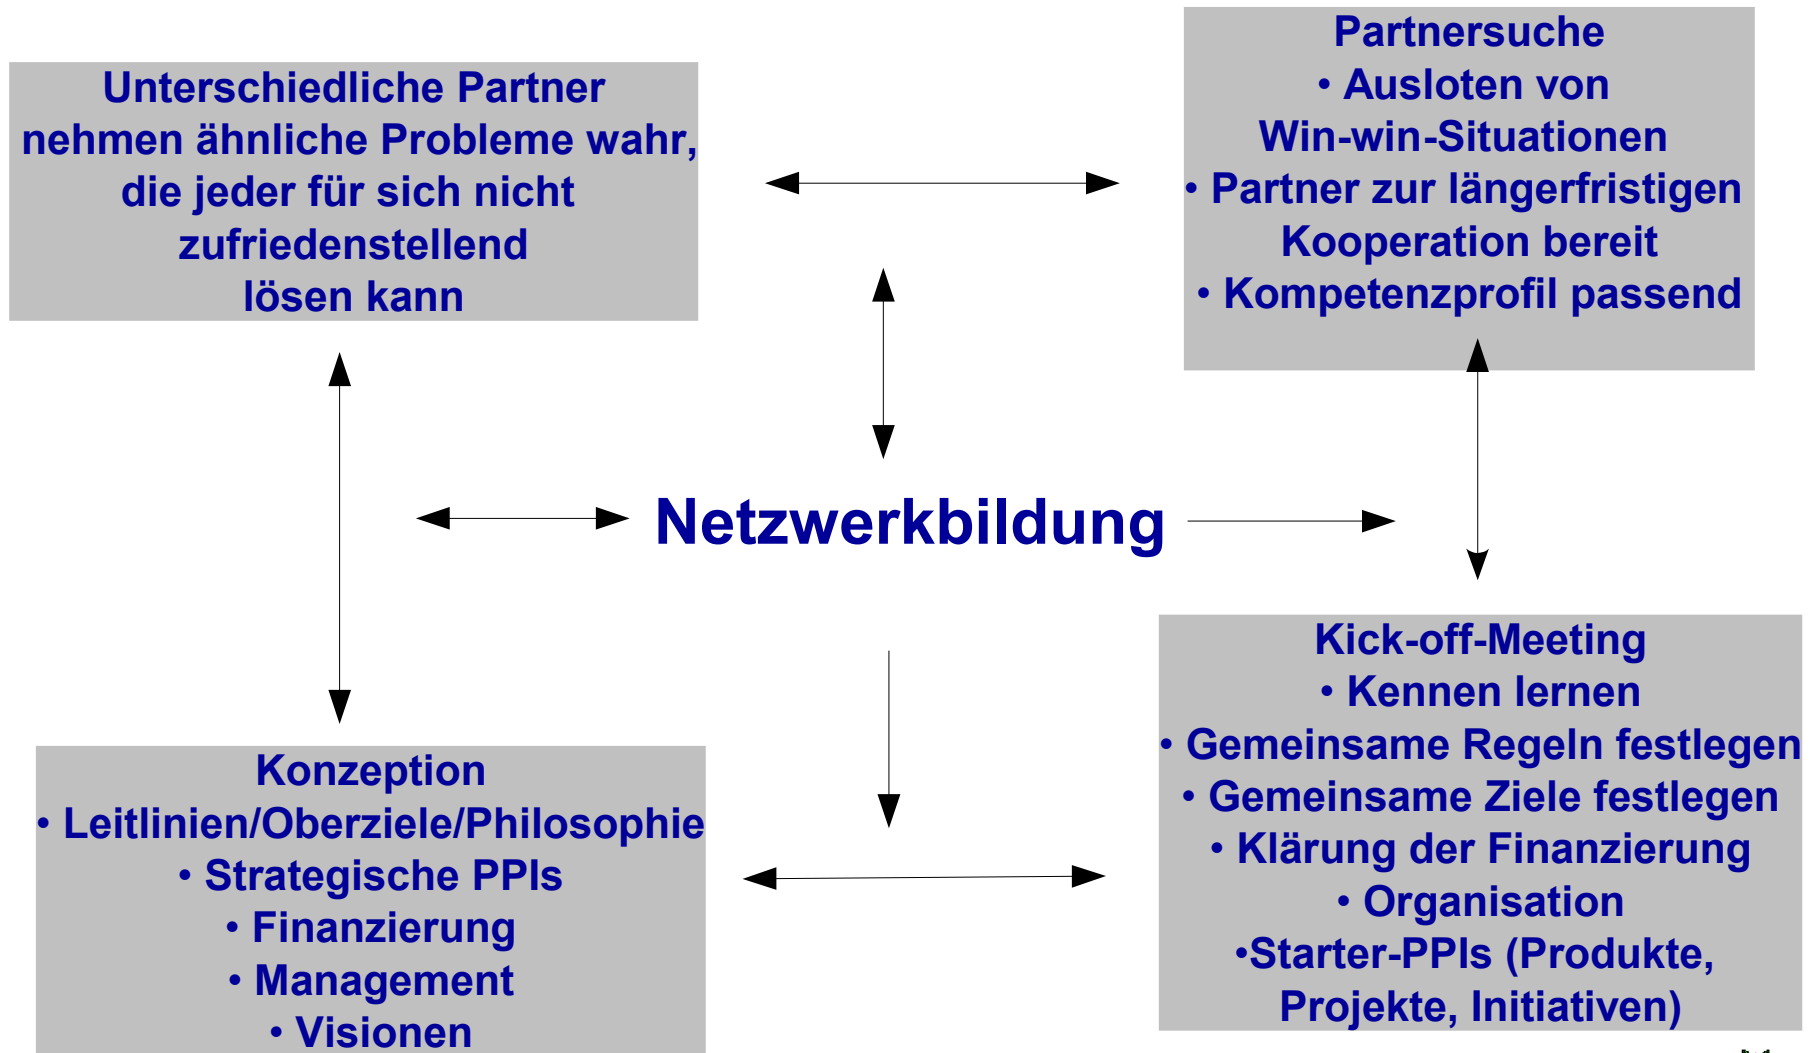 Unterschiedliche Partner
nehmen ähnliche Probleme wahr,
die jeder für sich nicht
zufriedenstellend
lösen kann
Partnersuche
• Ausloten von
Win-win-Situationen
• Partner zur längerfristigen
Kooperation bereit
• Kompetenzprofil passend
Netzwerkbildung
Konzeption
• Leitlinien/Oberziele/Philosophie
• Strategische PPIs
• Finanzierung
• Management
• Visionen
Kick-off-Meeting
• Kennen lernen
• Gemeinsame Regeln festlegen
• Gemeinsame Ziele festlegen
• Klärung der Finanzierung
• Organisation
•Starter-PPIs (Produkte,
Projekte, Initiativen)